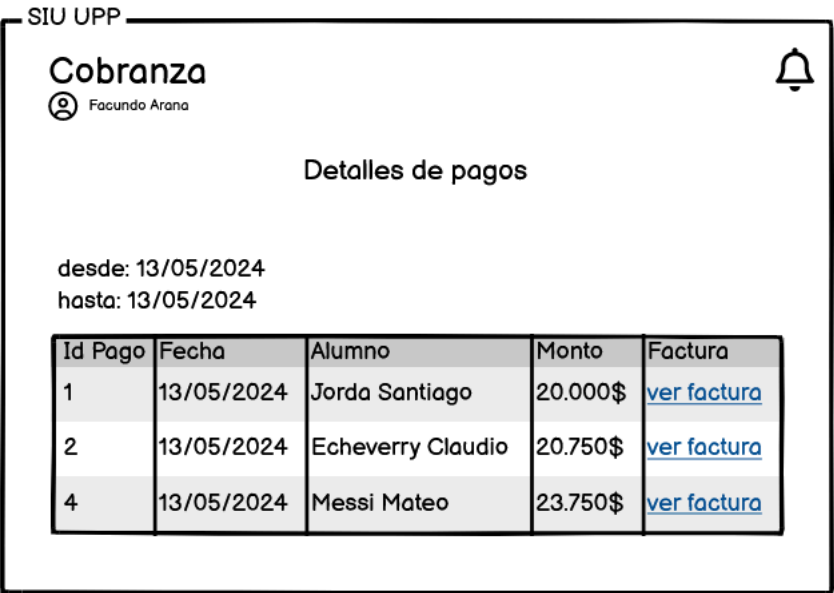 SIU UPP
Cobranza
Facundo Arana
Detalles de pagos
desde: 13/05/2024
hasta: 13/05/2024
Id Pago Fecha Alumno Monto Factura
1 13/05/2024 Jorda Santiago 20.000$ ver factura
2 13/05/2024 Echeverry Claudio 20.750$ ver factura
4 13/05/2024 Messi Mateo 23.750$ ver factura